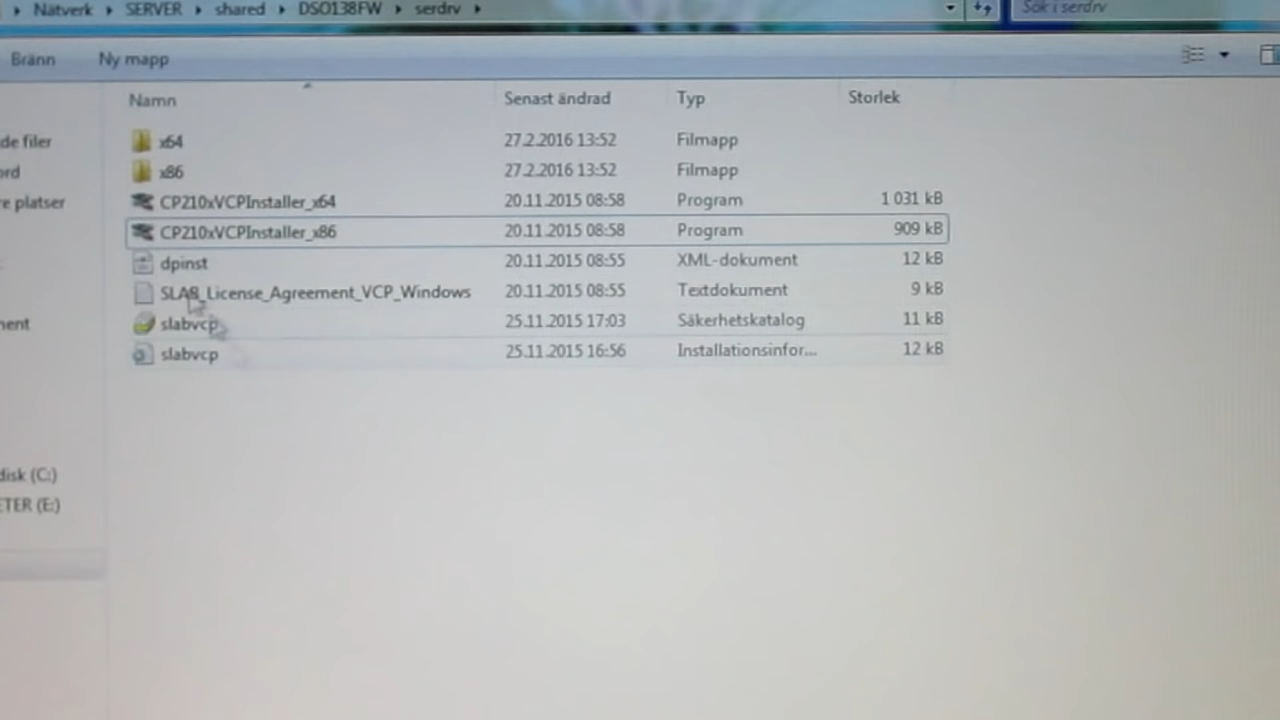 Nätverk SERVER shared DSO138FW serdrv Sök i serdrv
Bränn Ny mapp
Namn Senast ändrad Typ Storlek
de filer x64 27.2.2016 13:52 Filmapp
ord x86 27.2.2016 13:52 Filmapp
re platser CP210xVCPInstaller_x64 20.11.2015 08:58 Program 1 031 kB
CP210xVCPInstaller_x86 20.11.2015 08:58 Program 909 kB
dpinst 20.11.2015 08:55 XML-dokument 12 kB
SLAB_License_Agreement_VCP_Windows 20.11.2015 08:55 Textdokument 9 kB
ment slabvcp 25.11.2015 17:03 Säkerhetskatalog 11 kB
slabvcp 25.11.2015 16:56 Installationsinfor... 12 kB
disk (C:)
ETER (E:)